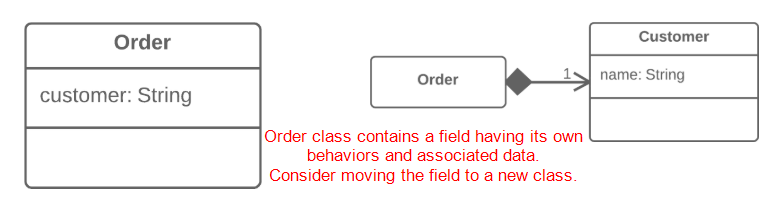 Order
customer: String
Order
1
Customer
name: String
Order class contains a field having its own
behaviors and associated data.
Consider moving the field to a new class.